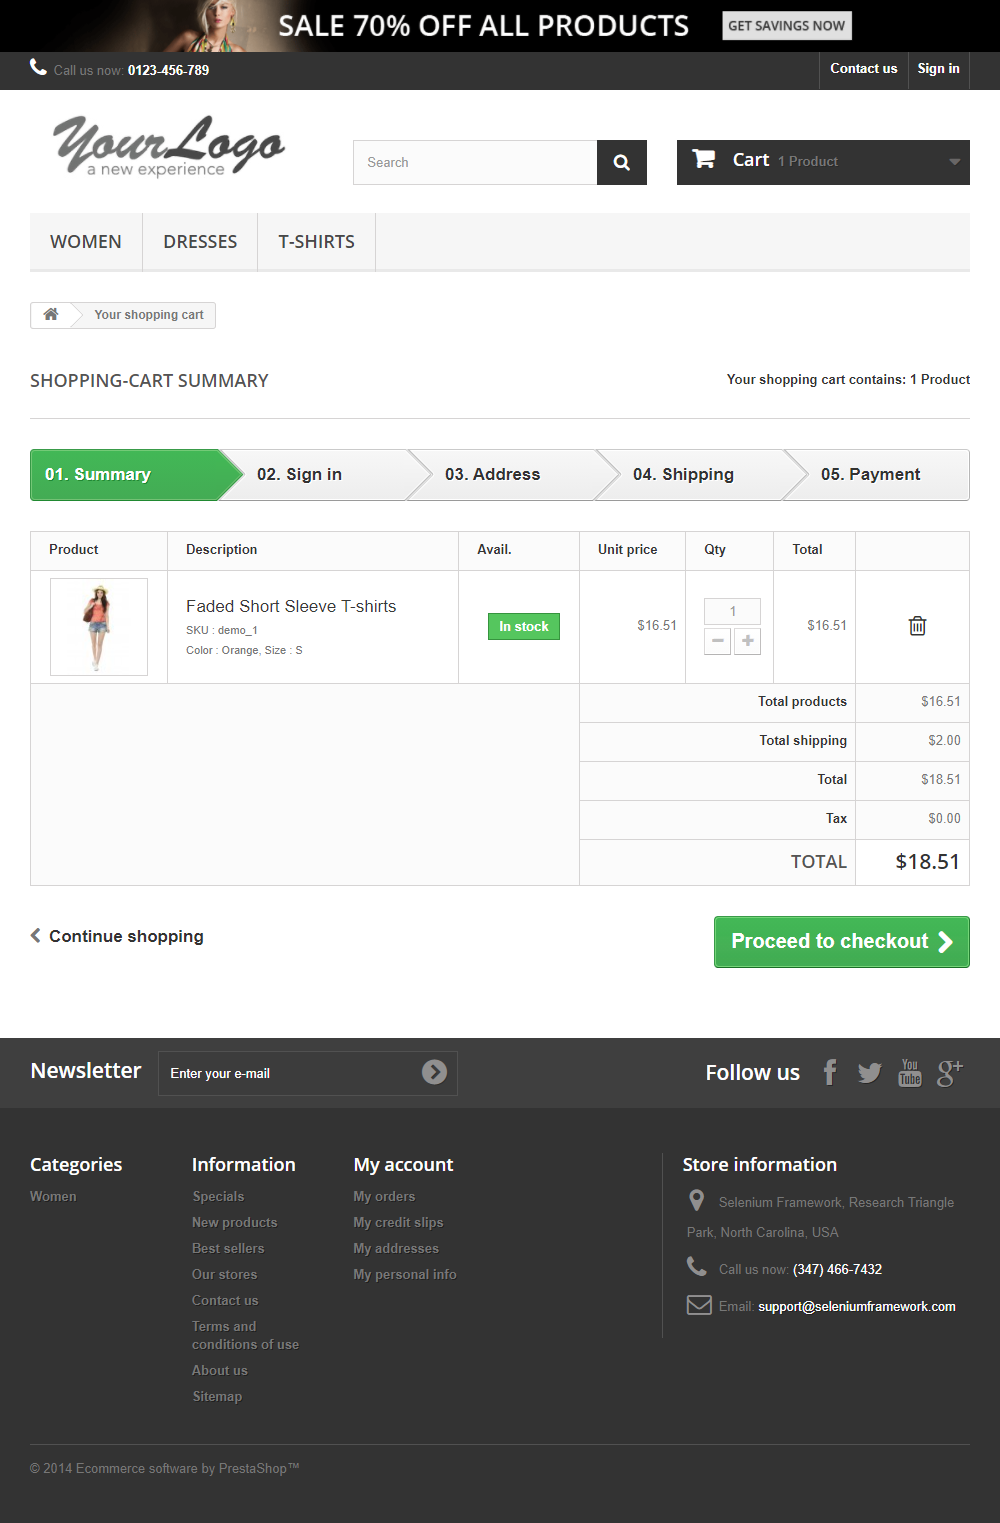 SALE 70% OFF ALL PRODUCTS GET SAVINGS NOW
Call us now: 0123-456-789 Contact us Sign in
YourLogo
a new experience
Search
Cart 1 Product
WOMEN DRESSES T-SHIRTS
Your shopping cart
SHOPPING-CART SUMMARY Your shopping cart contains: 1 Product
01. Summary 02. Sign in 03. Address 04. Shipping 05. Payment
Product Description Avail. Unit price Qty Total
Faded Short Sleeve T-shirts
SKU : demo_1
Color : Orange, Size : S
In stock $16.51 1 $16.51
Total products $16.51
Total shipping $2.00
Total $18.51
Tax $0.00
TOTAL $18.51
Continue shopping Proceed to checkout
Newsletter Enter your e-mail Follow us You Tube g+
Categories
Women
Information
Specials
New products
Best sellers
Our stores
Contact us
Terms and
conditions of use
About us
Sitemap
My account
My orders
My credit slips
My addresses
My personal info
Store information
Selenium Framework, Research Triangle
Park, North Carolina, USA
Call us now: (347) 466-7432
Email: support@seleniumframework.com
© 2014 Ecommerce software by PrestaShop™